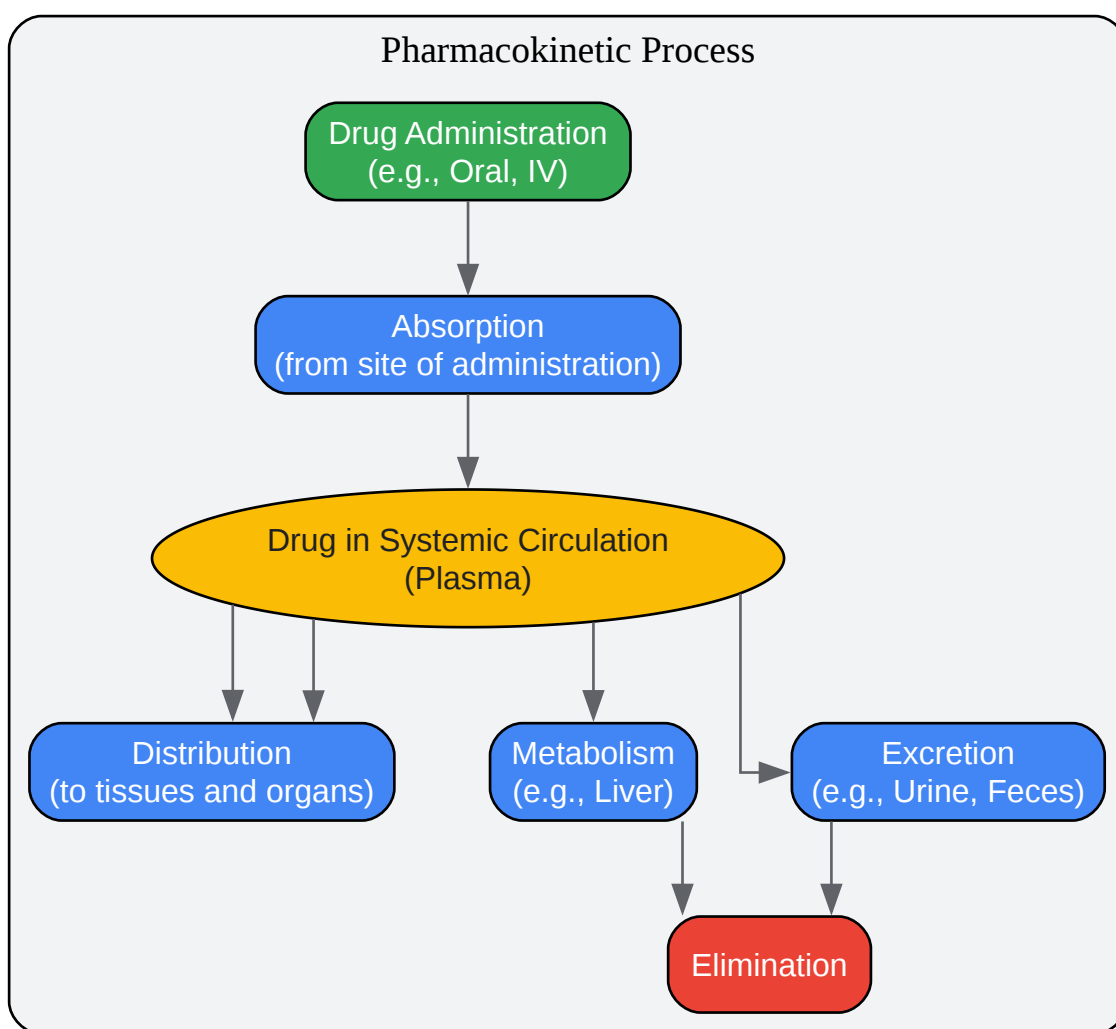 Pharmacokinetic Process
Drug Administration
(e.g., Oral, IV)
Absorption
(from site of administration)
Drug in Systemic Circulation
(Plasma)
Distribution
(to tissues and organs)
Metabolism
(e.g., Liver)
Excretion
(e.g., Urine, Feces)
Elimination